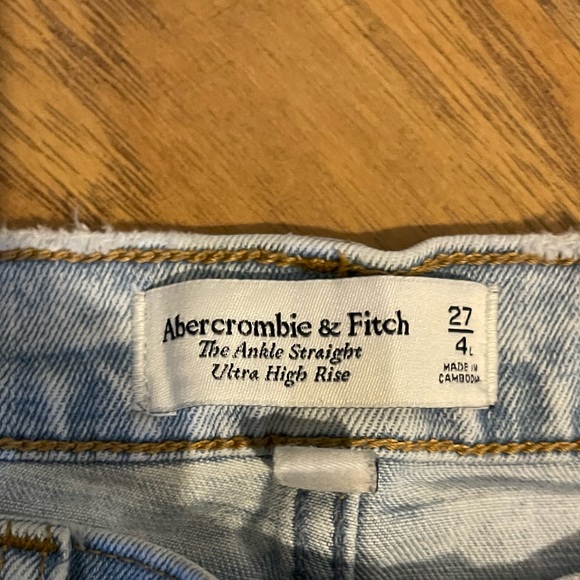 Abercrombie & Fitch
The Ankle Straight
Ultra High Rise
27
4L
MADE IN
CAMBODIA